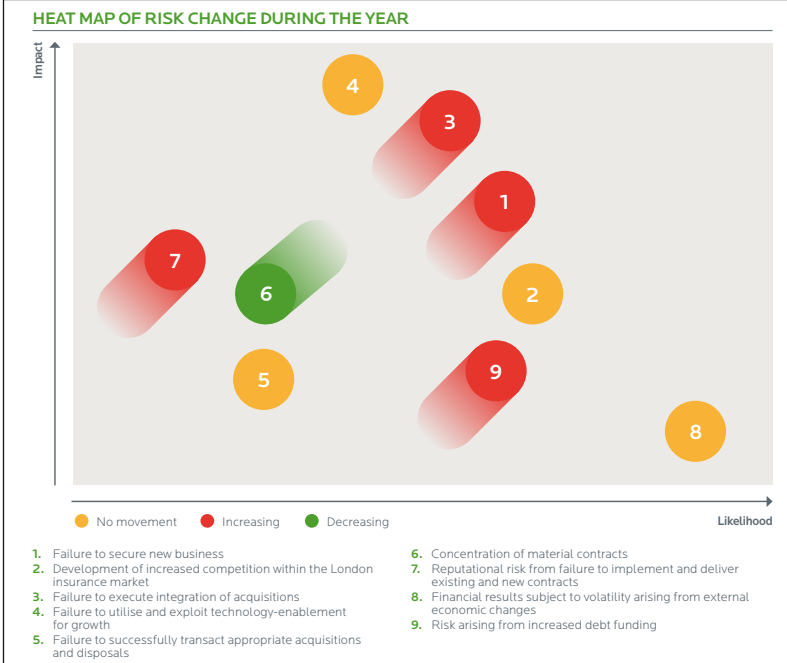 HEAT MAP OF RISK CHANGE DURING THE YEAR
Impact
4
3
1
7
6
2
5
9
8
Likelihood
No movement
Increasing
Decreasing
1. Failure to secure new business
2. Development of increased competition within the London
insurance market
3. Failure to execute integration of acquisitions
4. Failure to utilise and exploit technology-enablement
for growth
5. Failure to successfully transact appropriate acquisitions
and disposals
6. Concentration of material contracts
7. Reputational risk from failure to implement and deliver
existing and new contracts
8. Financial results subject to volatility arising from external
economic changes
9. Risk arising from increased debt funding